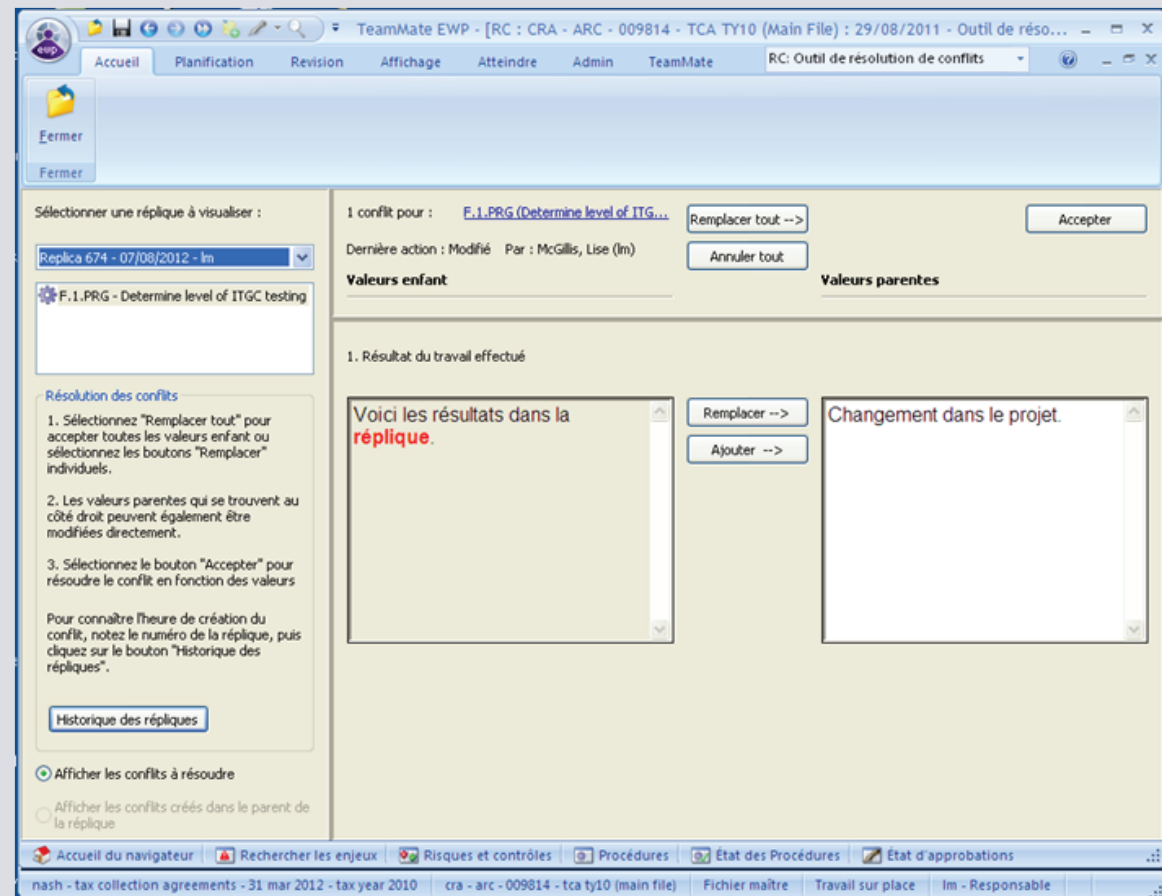 ewp
TeamMate EWP - [RC : CRA - ARC - 009814 - TCA TY10 (Main File) : 29/08/2011 - Outil de réso...
Accueil Planification Revision Affichage Atteindre Admin TeamMate RC: Outil de résolution de conflits
Fermer
Fermer
Sélectionner une réplique à visualiser :
Replica 674 - 07/08/2012 - lm
F.1.PRG - Determine level of ITGC testing
Résolution des conflits
1. Sélectionnez "Remplacer tout" pour
accepter toutes les valeurs enfant ou
sélectionnez les boutons "Remplacer"
individuels.
2. Les valeurs parentes qui se trouvent au
côté droit peuvent également être
modifiées directement.
3. Sélectionnez le bouton "Accepter" pour
résoudre le conflit en fonction des valeurs
Pour connaître l'heure de création du
conflit, notez le numéro de la réplique, puis
cliquez sur le bouton "Historique des
répliques".
Historique des répliques
Afficher les conflits à résoudre
Afficher les conflits créés dans le parent de
la réplique
1 conflit pour : F.1.PRG (Determine level of ITG... Remplacer tout --> Accepter
Dernière action : Modifié Par : McGillis, Lise (lm) Annuler tout
Valeurs enfant Valeurs parentes
1. Résultat du travail effectué
Voici les résultats dans la
réplique.
Remplacer -->
Ajouter -->
Changement dans le projet.
Accueil du navigateur Rechercher les enjeux Risques et contrôles Procédures État des Procédures État d'approbations
nash - tax collection agreements - 31 mar 2012 - tax year 2010 cra - arc - 009814 - tca ty10 (main file) Fichier maître Travail sur place lm - Responsable